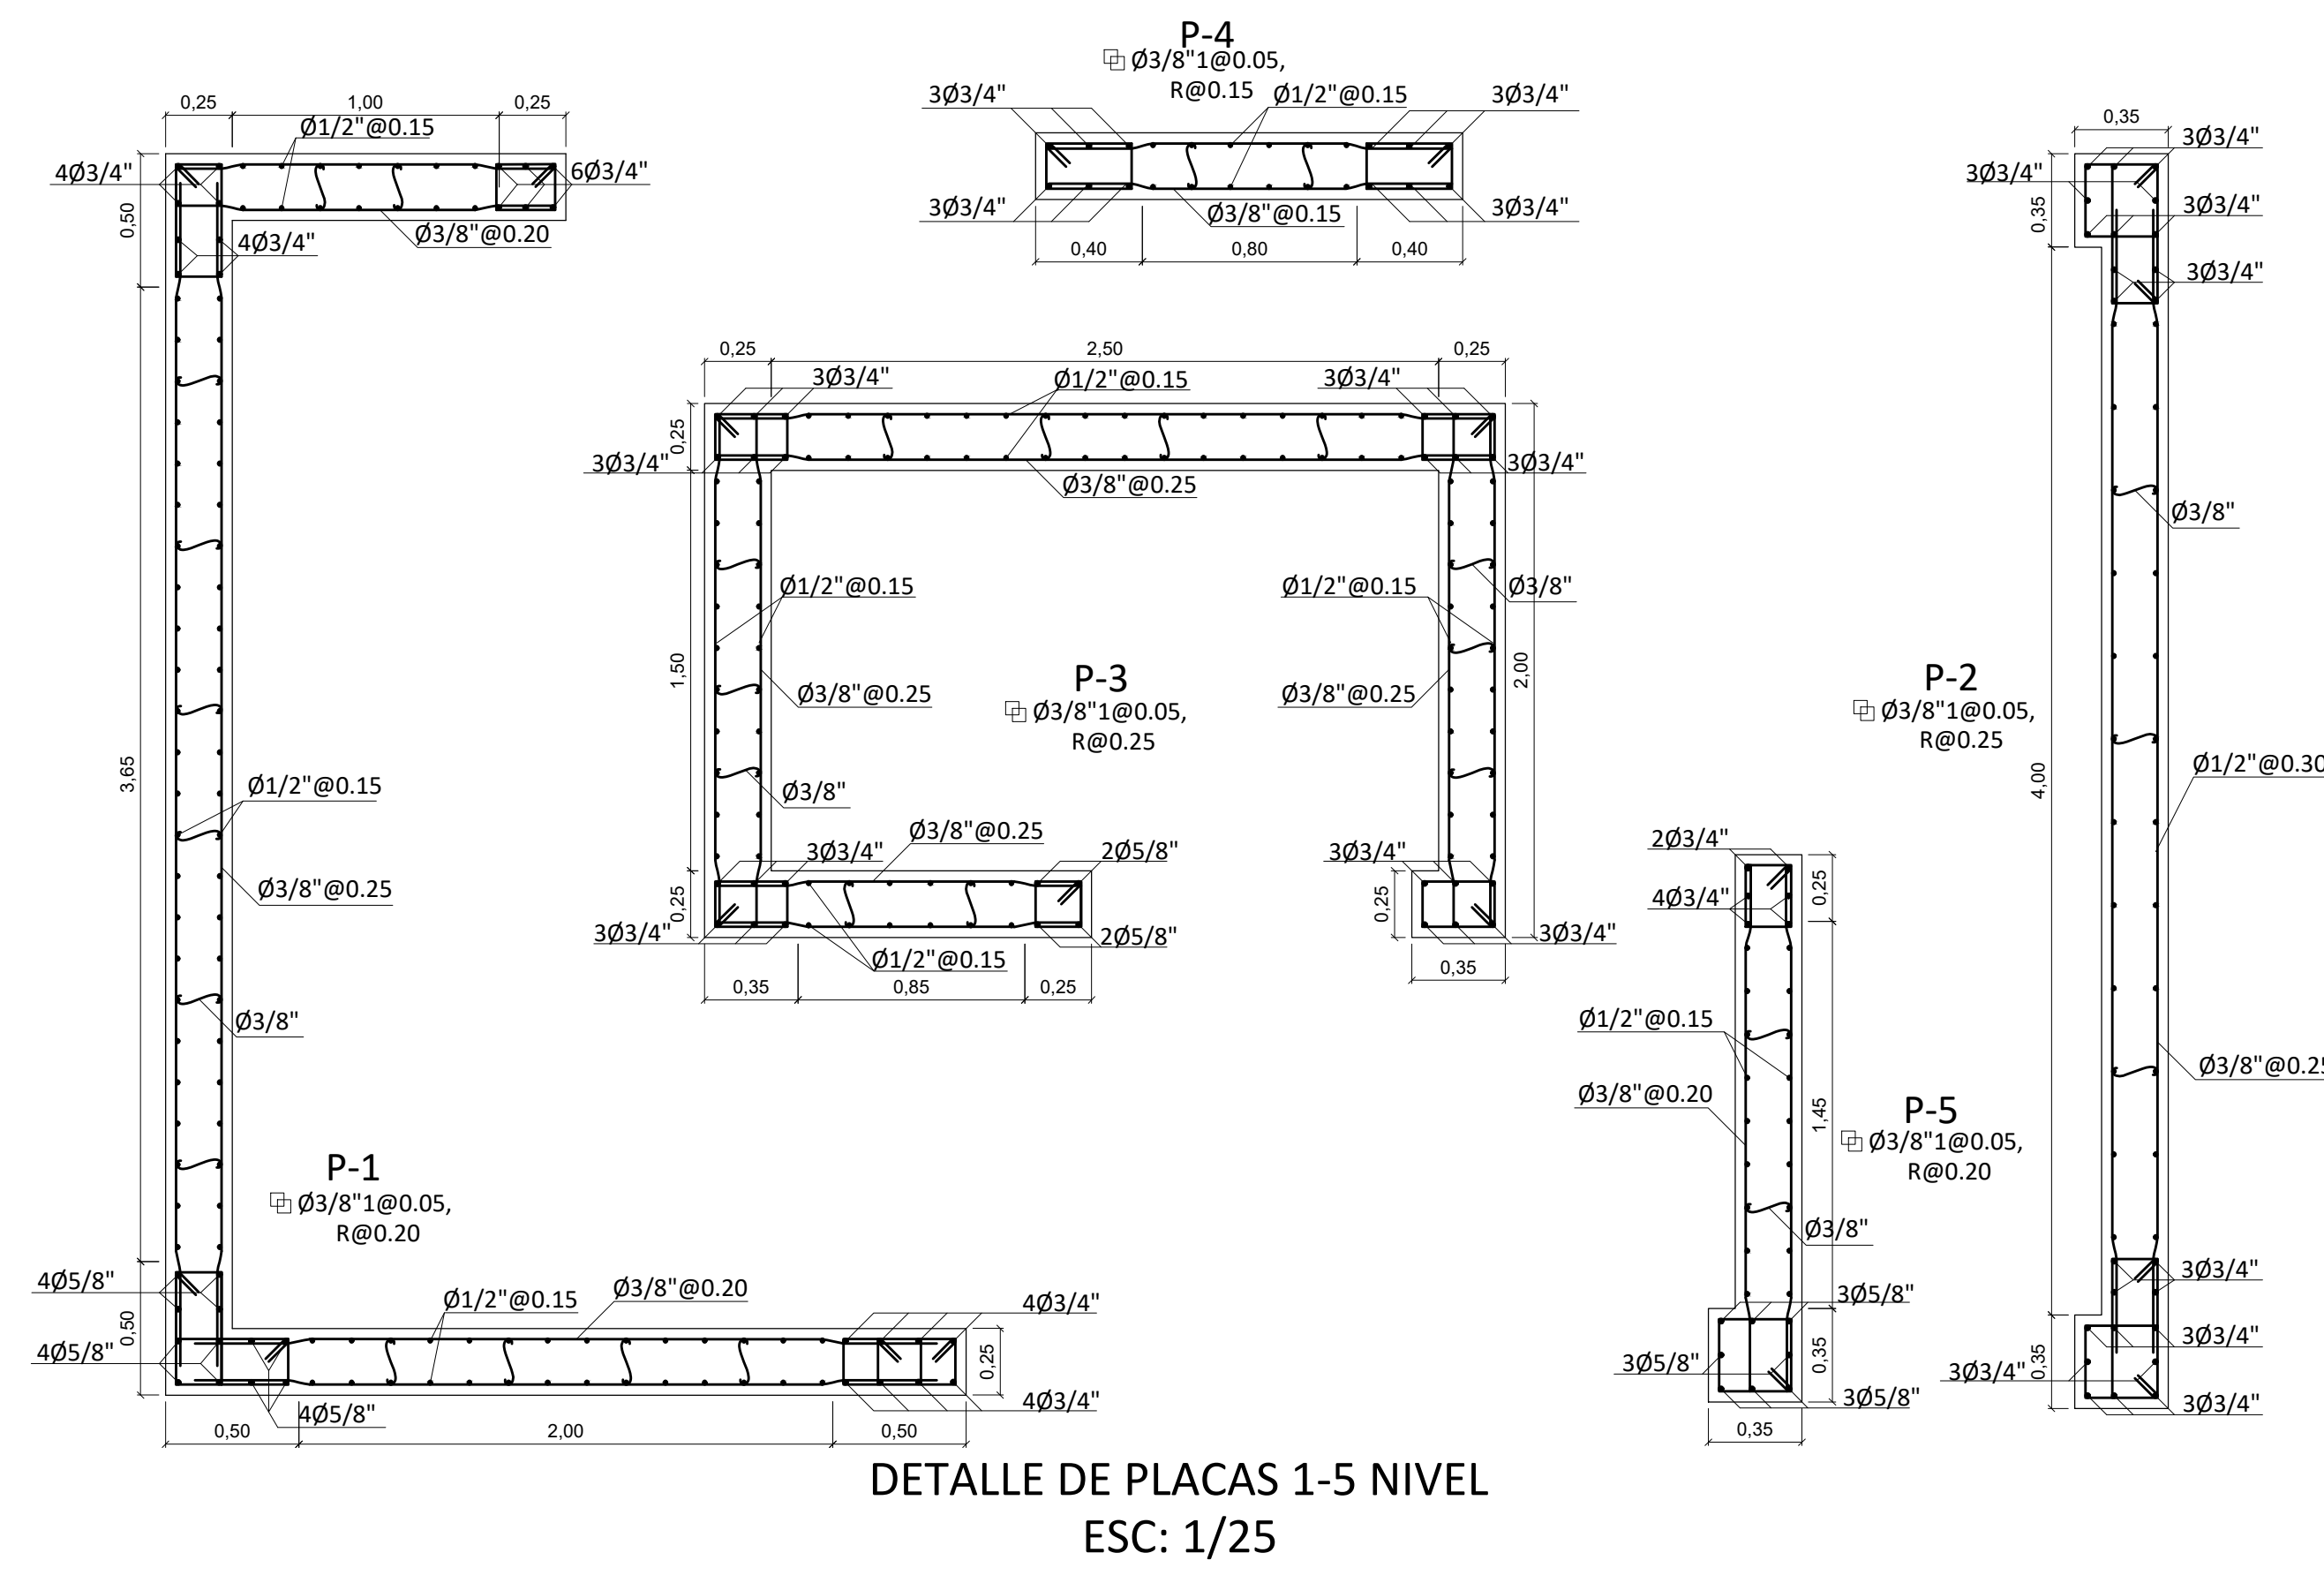 P-4
Ø3/8"1@0.05,
R@0.15
3Ø3/4"
Ø1/2"@0.15
3Ø3/4"
3Ø3/4"
Ø3/8"@0.15
3Ø3/4"
0,40
0,80
0,40
0,25
1,00
0,25
Ø1/2"@0.15
4Ø3/4"
6Ø3/4"
0,50
4Ø3/4"
Ø3/8"@0.20
3,65
Ø1/2"@0.15
Ø3/8"@0.25
Ø3/8"
P-1
Ø3/8"1@0.05,
R@0.20
4Ø5/8"
0,50
4Ø5/8"
Ø1/2"@0.15
Ø3/8"@0.20
4Ø3/4"
0,25
4Ø3/4"
4Ø5/8"
0,50
2,00
0,50
0,25
2,50
0,25
3Ø3/4"
Ø1/2"@0.15
3Ø3/4"
0,25
3Ø3/4"
Ø3/8"@0.25
3Ø3/4"
Ø1/2"@0.15
Ø1/2"@0.15
Ø3/8"
1,50
2,00
Ø3/8"@0.25
P-3
Ø3/8"1@0.05,
R@0.25
Ø3/8"@0.25
Ø3/8"
Ø3/8"@0.25
3Ø3/4"
2Ø5/8"
3Ø3/4"
0,25
0,25
3Ø3/4"
2Ø5/8"
3Ø3/4"
Ø1/2"@0.15
0,35
0,85
0,25
0,35
0,35
3Ø3/4"
3Ø3/4"
0,35
3Ø3/4"
3Ø3/4"
Ø3/8"
P-2
Ø3/8"1@0.05,
R@0.25
4,00
Ø1/2"@0.30
Ø3/8"@0.25
3Ø3/4"
3Ø3/4"
0,35
3Ø3/4"
3Ø3/4"
2Ø3/4"
4Ø3/4"
0,25
Ø1/2"@0.15
Ø3/8"@0.20
1,45
P-5
Ø3/8"1@0.05,
R@0.20
Ø3/8"
3Ø5/8"
3Ø5/8"
0,35
3Ø5/8"
0,35
DETALLE DE PLACAS 1-5 NIVEL
ESC: 1/25